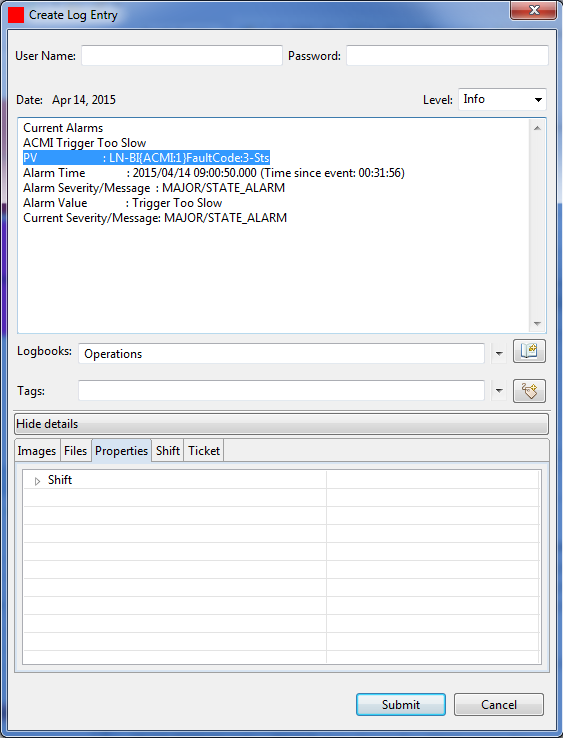 Create Log Entry
User Name: Password:
Date: Apr 14, 2015 Level: Info
Current Alarms
ACMI Trigger Too Slow
PV : LN-BI{ACMI:1}FaultCode:3-Sts
Alarm Time : 2015/04/14 09:00:50.000 (Time since event: 00:31:56)
Alarm Severity/Message : MAJOR/STATE_ALARM
Alarm Value : Trigger Too Slow
Current Severity/Message: MAJOR/STATE_ALARM
Logbooks: Operations
Tags:
Hide details
Images Files Properties Shift Ticket
Shift
Submit Cancel